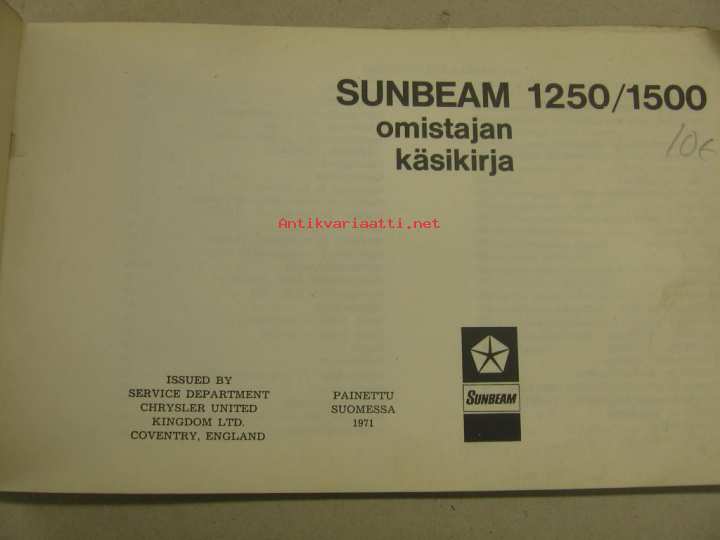 SUNBEAM 1250/1500
omistajan
käsikirja
10€
Antikvariaatti.net
SUNBEAM
ISSUED BY
SERVICE DEPARTMENT
CHRYSLER UNITED
KINGDOM LTD.
COVENTRY, ENGLAND
PAINETTU
SUOMESSA
1971